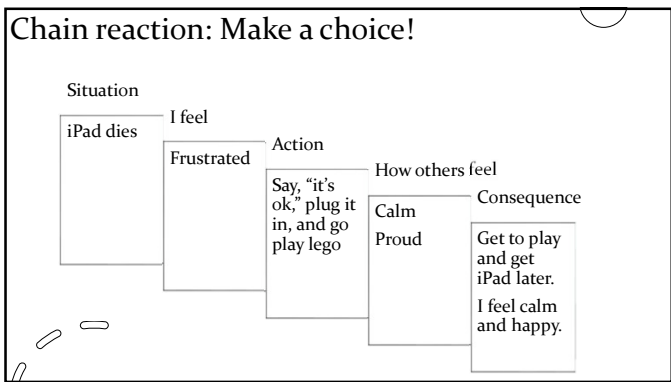 Chain reaction: Make a choice!
Situation
iPad dies
I feel
Frustrated
Action
Say, “it’s
ok,” plug it
in, and go
play lego
How others feel
Calm
Proud
Consequence
Get to play
and get
iPad later.
I feel calm
and happy.